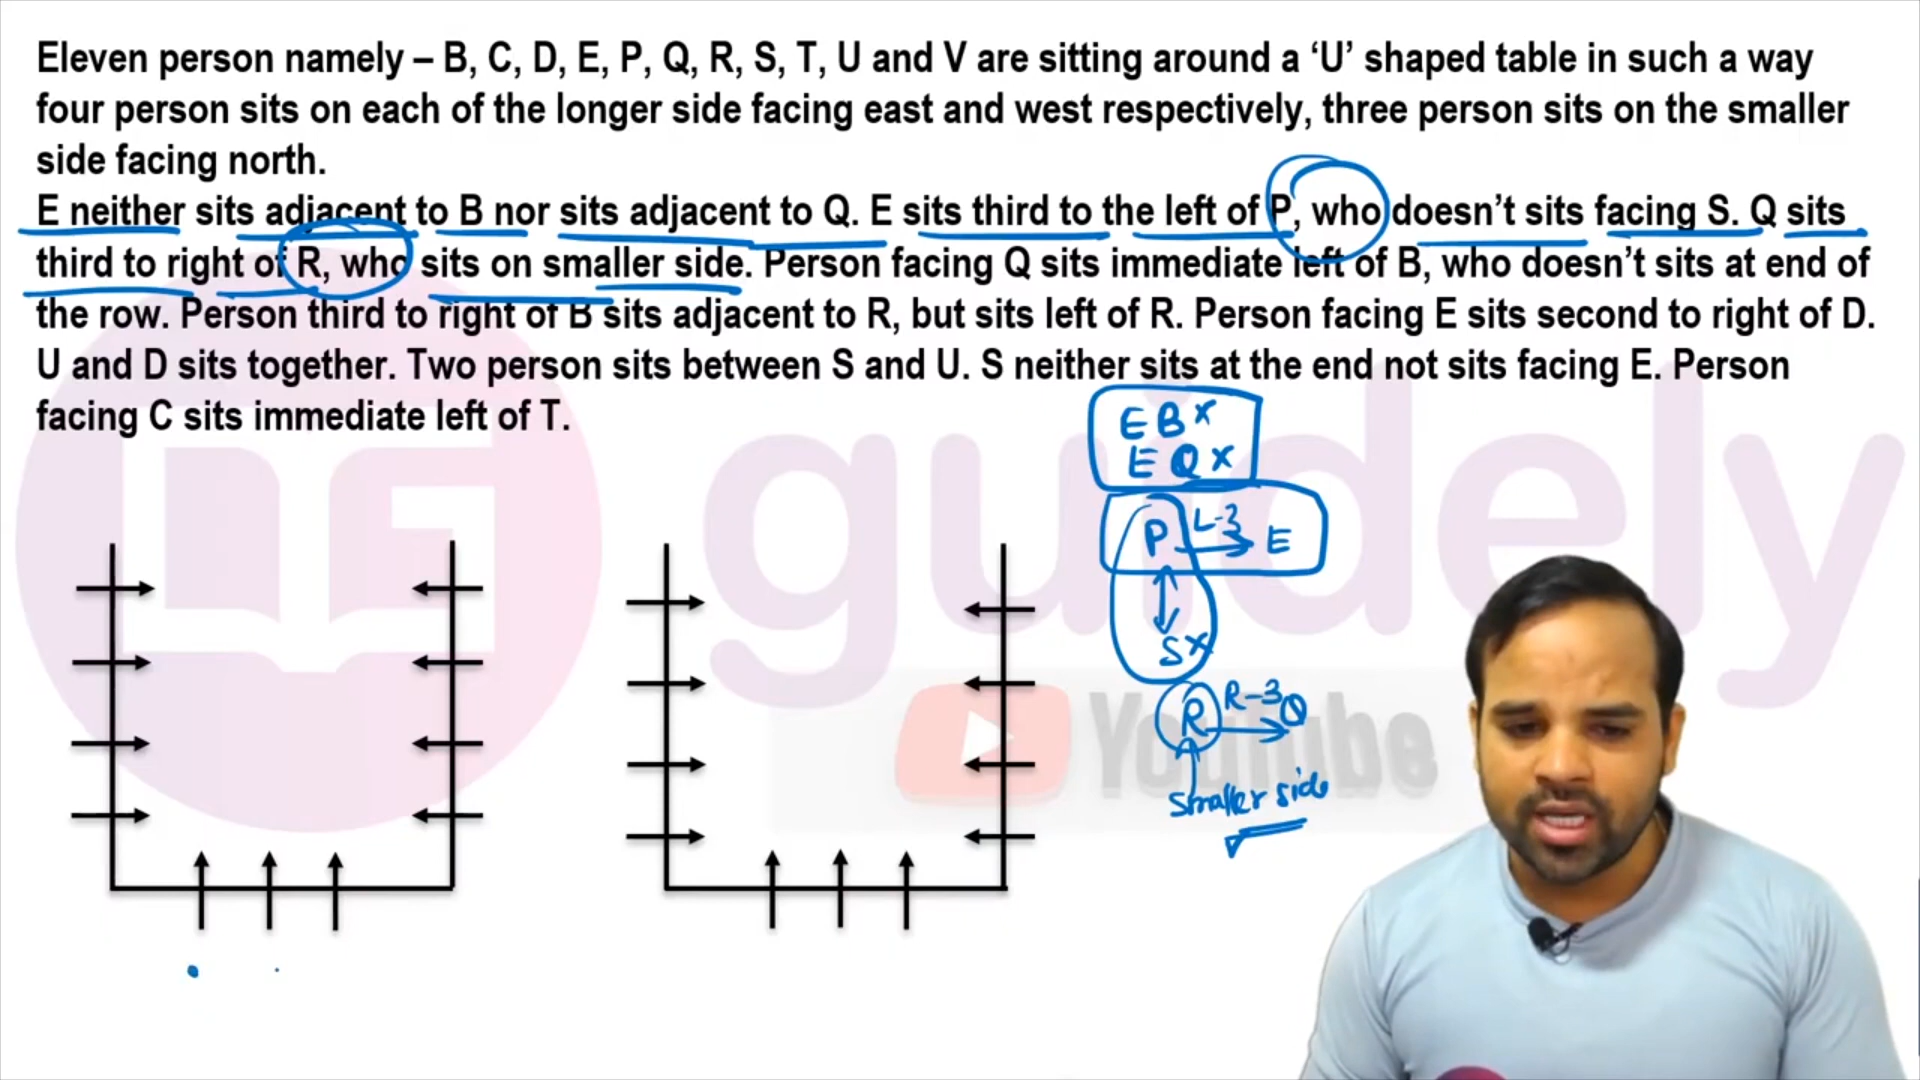 Eleven person namely – B, C, D, E, P, Q, R, S, T, U and V are sitting around a ‘U’ shaped table in such a way
four person sits on each of the longer side facing east and west respectively, three person sits on the smaller
side facing north.
E neither sits adjacent to B nor sits adjacent to Q. E sits third to the left of P, who doesn’t sits facing S. Q sits
third to right of R, who sits on smaller side. Person facing Q sits immediate left of B, who doesn’t sits at end of
the row. Person third to right of B sits adjacent to R, but sits left of R. Person facing E sits second to right of D.
U and D sits together. Two person sits between S and U. S neither sits at the end not sits facing E. Person
facing C sits immediate left of T.
E B x
E Q x
P L-3 E
S x
R R-3 Q
Smaller side
guidely
YouTube